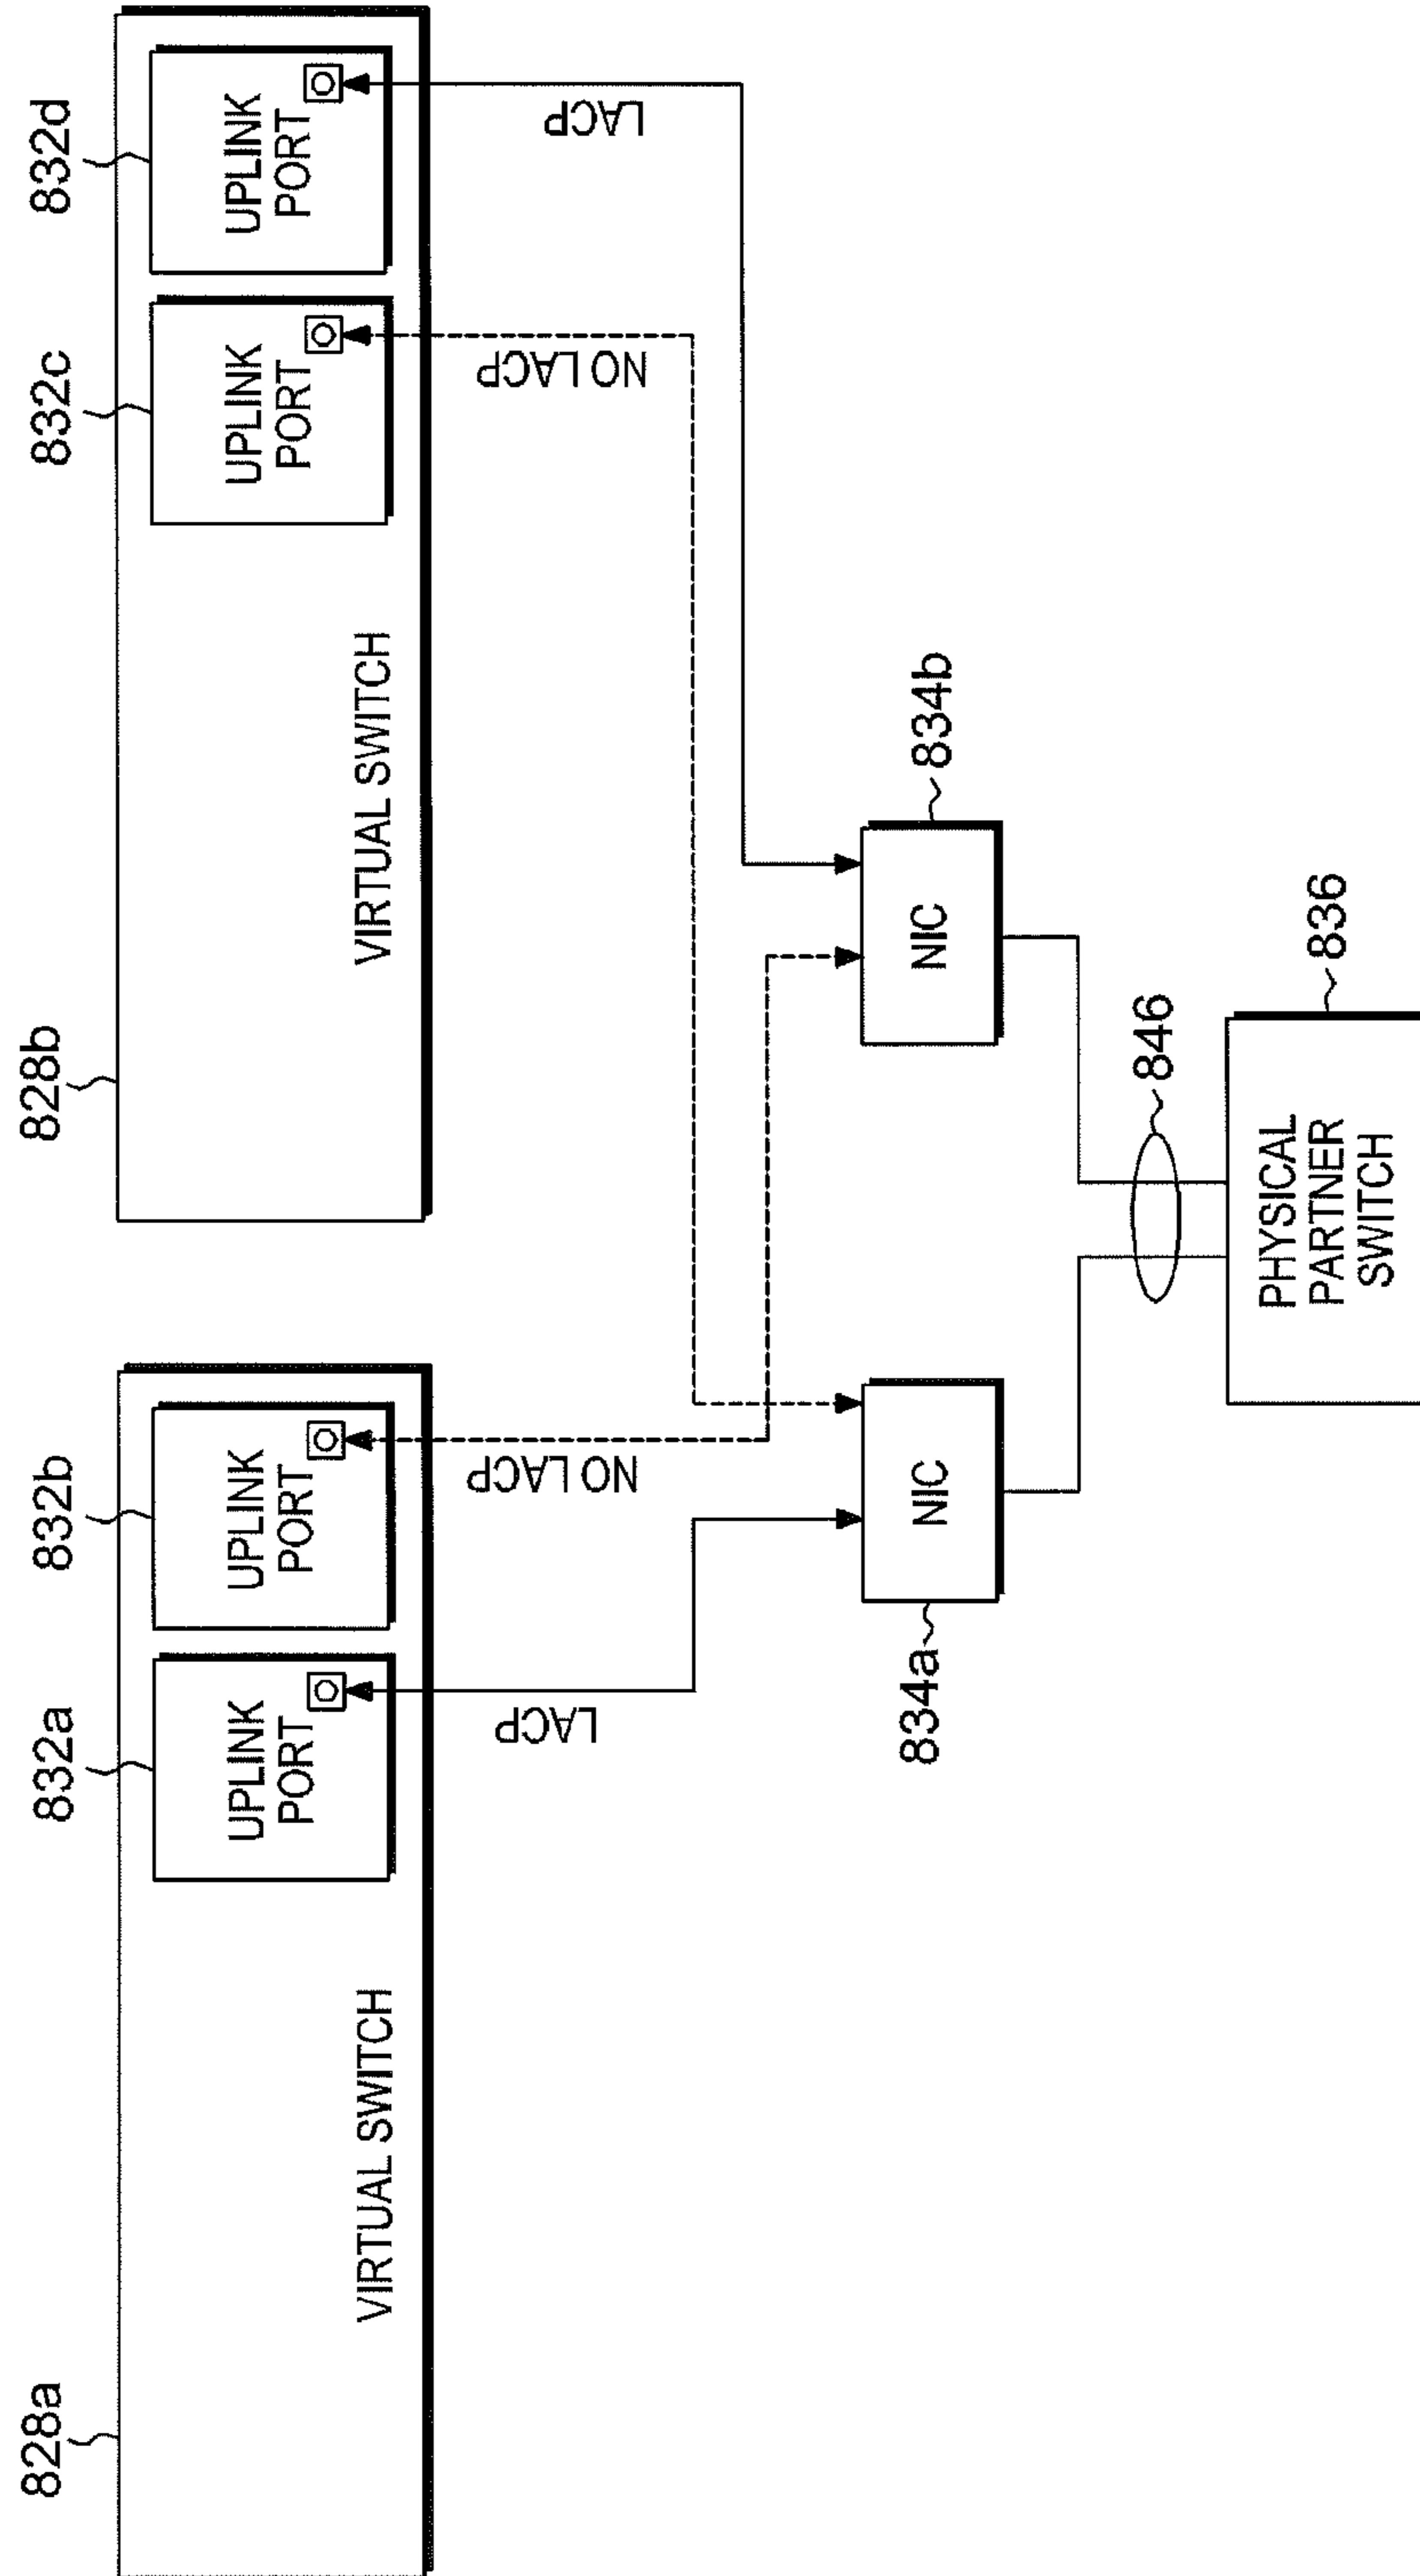 828a
832a
832b
828b
832c
832d
UPLINK
PORT
UPLINK
PORT
UPLINK
PORT
UPLINK
PORT
VIRTUAL SWITCH
VIRTUAL SWITCH
LACP
NO LACP
NO LACP
LACP
834a
NIC
NIC
834b
846
PHYSICAL
PARTNER
SWITCH
836